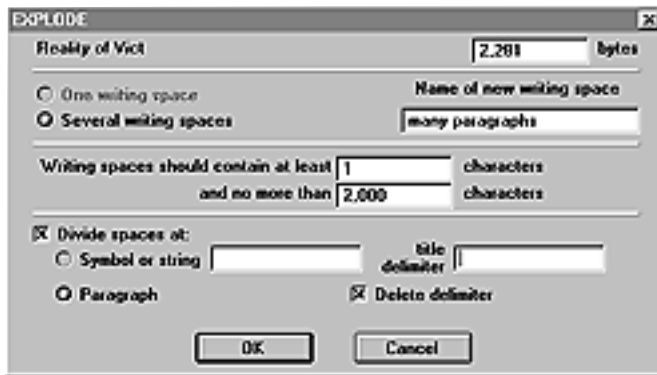 EXPLODE
Reality of Vict 2,281 bytes
One writing space
Name of new writing space
Several writing spaces
many paragraphs
Writing spaces should contain at least 1 characters
and no more than 2,000 characters
Divide spaces at:
Symbol or string
title
delimiter
Paragraph
Delete delimiter
OK Cancel